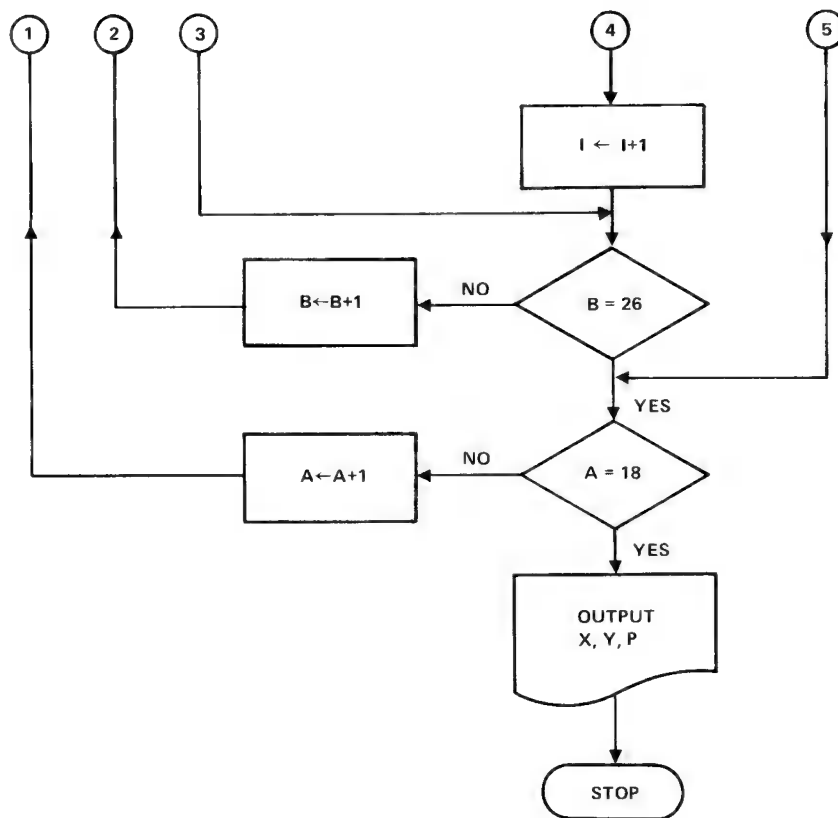 1
2
3
4
5
I ← I+1
B = 26
NO
B←B+1
YES
A = 18
NO
A←A+1
YES
OUTPUT
X, Y, P
STOP